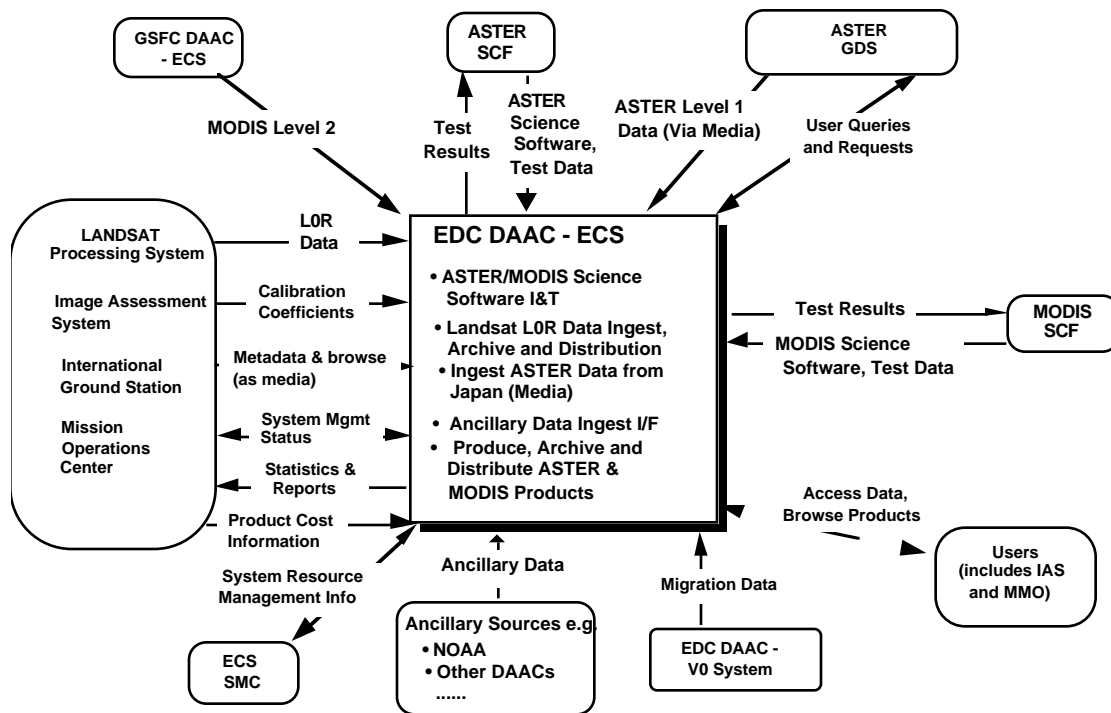 GSFC DAAC
- ECS
ASTER
SCF
ASTER
GDS
MODIS Level 2
Test
Results
ASTER
Science
Software,
Test Data
ASTER Level 1
Data (Via Media)
User Queries
and Requests
LANDSAT
Processing System
Image Assessment
System
International
Ground Station
Mission
Operations
Center
L0R
Data
Calibration
Coefficients
Metadata & browse
(as media)
System Mgmt
Status
Statistics &
Reports
Product Cost
Information
EDC DAAC - ECS
• ASTER/MODIS Science
Software I&T
• Landsat L0R Data Ingest,
Archive and Distribution
• Ingest ASTER Data from
Japan (Media)
• Ancillary Data Ingest I/F
• Produce, Archive and
Distribute ASTER &
MODIS Products
Test Results
MODIS Science
Software, Test Data
MODIS
SCF
Access Data,
Browse Products
Users
(includes IAS
and MMO)
System Resource
Management Info
ECS
SMC
Ancillary Data
Ancillary Sources e.g.
• NOAA
• Other DAACs
......
Migration Data
EDC DAAC -
V0 System